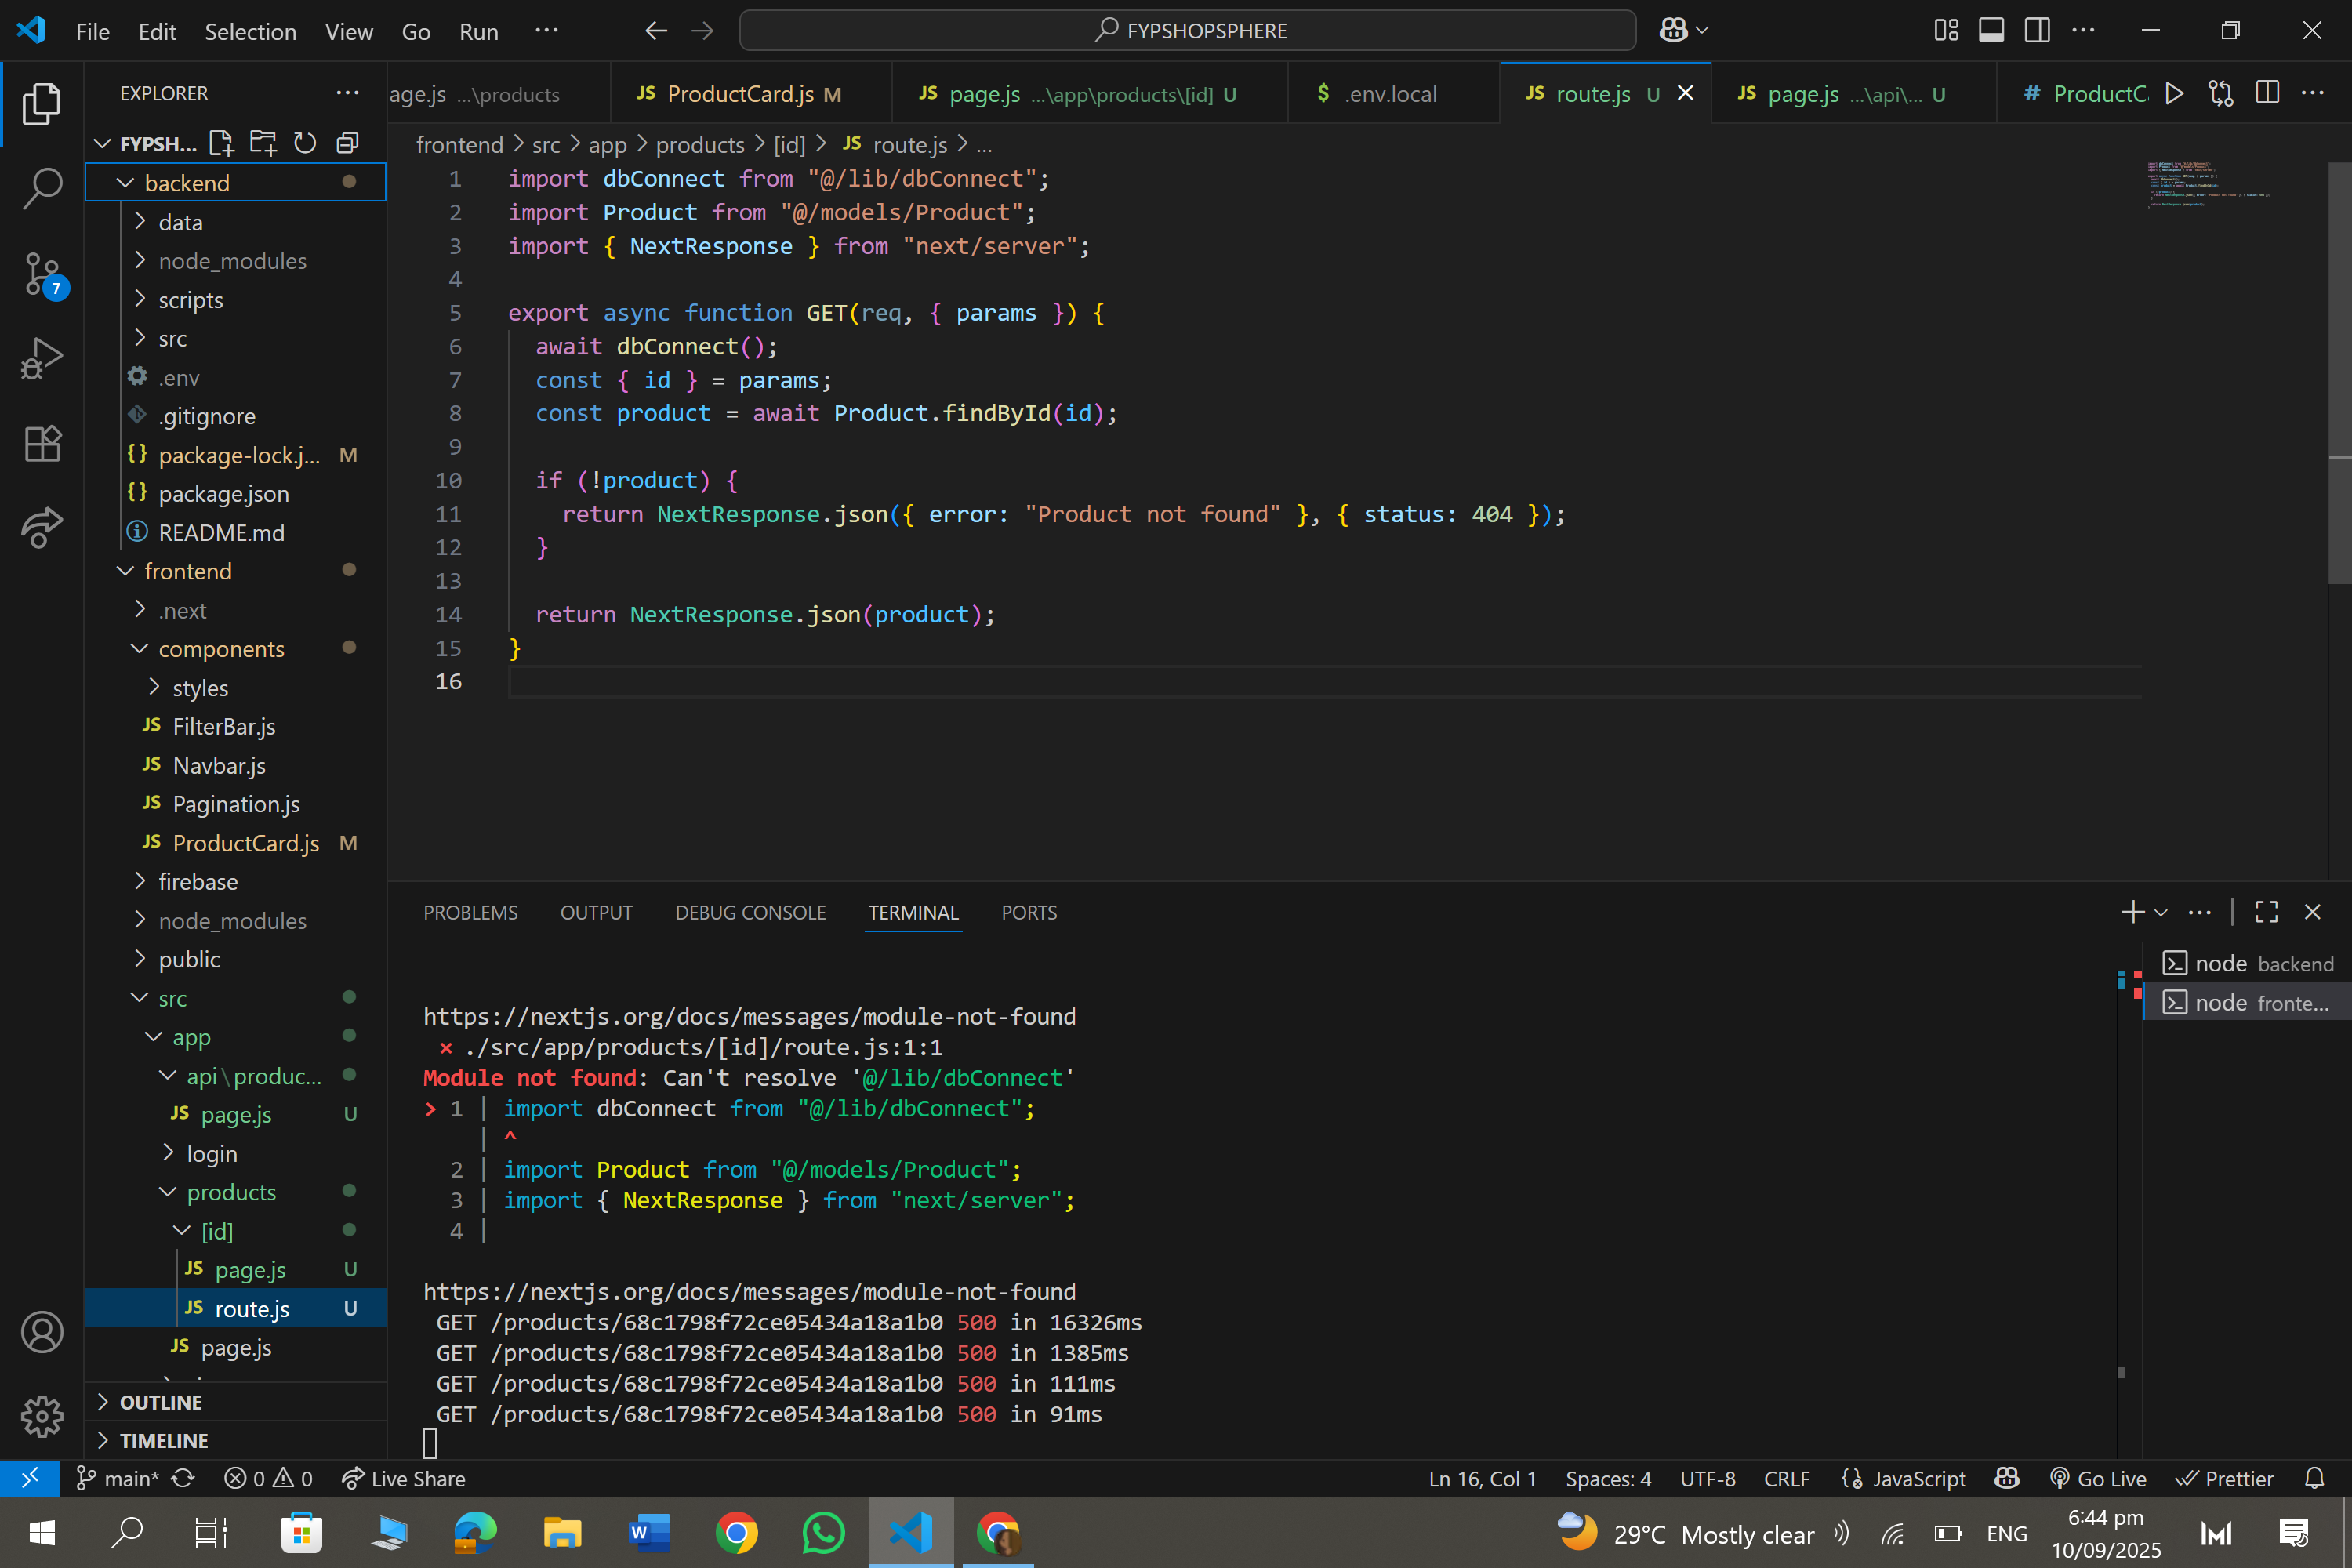 File Edit Selection View Go Run ··· FYPSHOPSPHERE
EXPLORER
age.js ...\products
JS ProductCard.js M
JS page.js ...\app\products\[id] U
$ .env.local
JS route.js U
JS page.js ...\api\... U
# ProductC
FYPSH...
frontend > src > app > products > [id] > JS route.js > ...
backend
data
node_modules
scripts
src
.env
.gitignore
{} package-lock.j... M
{} package.json
README.md
frontend
.next
components
styles
JS FilterBar.js
JS Navbar.js
JS Pagination.js
JS ProductCard.js M
firebase
node_modules
public
src
app
api\produc...
JS page.js U
login
products
[id]
JS page.js U
JS route.js U
JS page.js
OUTLINE
TIMELINE
7
1 import dbConnect from "@/lib/dbConnect";
2 import Product from "@/models/Product";
3 import { NextResponse } from "next/server";
4
5 export async function GET(req, { params }) {
6 await dbConnect();
7 const { id } = params;
8 const product = await Product.findById(id);
9
10 if (!product) {
11 return NextResponse.json({ error: "Product not found" }, { status: 404 });
12 }
13
14 return NextResponse.json(product);
15 }
16
PROBLEMS OUTPUT DEBUG CONSOLE TERMINAL PORTS
https://nextjs.org/docs/messages/module-not-found
× ./src/app/products/[id]/route.js:1:1
Module not found: Can't resolve '@/lib/dbConnect'
> 1 | import dbConnect from "@/lib/dbConnect";
| ^
2 | import Product from "@/models/Product";
3 | import { NextResponse } from "next/server";
4 |
https://nextjs.org/docs/messages/module-not-found
GET /products/68c1798f72ce05434a18a1b0 500 in 16326ms
GET /products/68c1798f72ce05434a18a1b0 500 in 1385ms
GET /products/68c1798f72ce05434a18a1b0 500 in 111ms
GET /products/68c1798f72ce05434a18a1b0 500 in 91ms
node backend
node fronte...
main* 0 0 Live Share
Ln 16, Col 1 Spaces: 4 UTF-8 CRLF {} JavaScript Go Live Prettier
29°C Mostly clear ENG
6:44 pm
10/09/2025